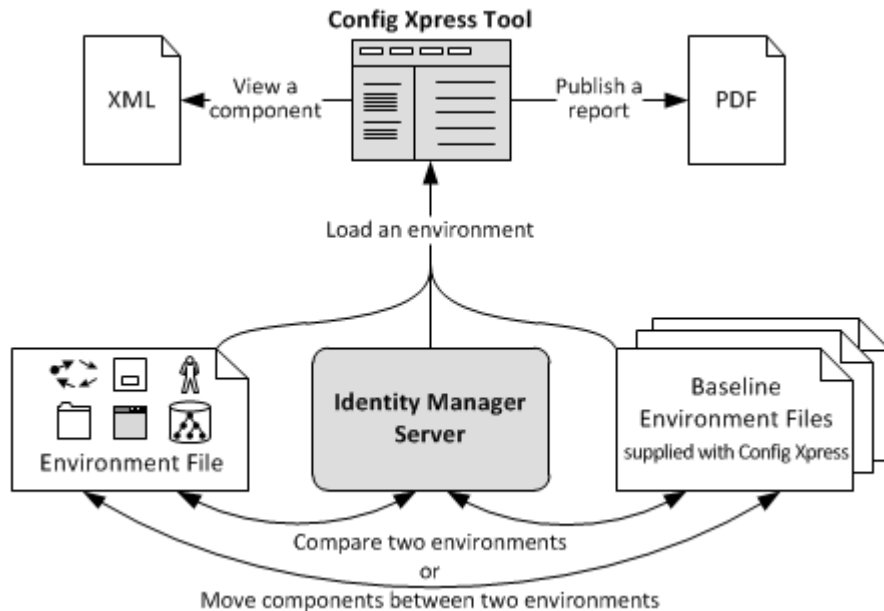 Config Xpress Tool
XML
View a
component
Publish a
report
PDF
Load an environment
Environment File
Identity Manager
Server
Baseline
Environment Files
supplied with Config Xpress
Compare two environments
or
Move components between two environments